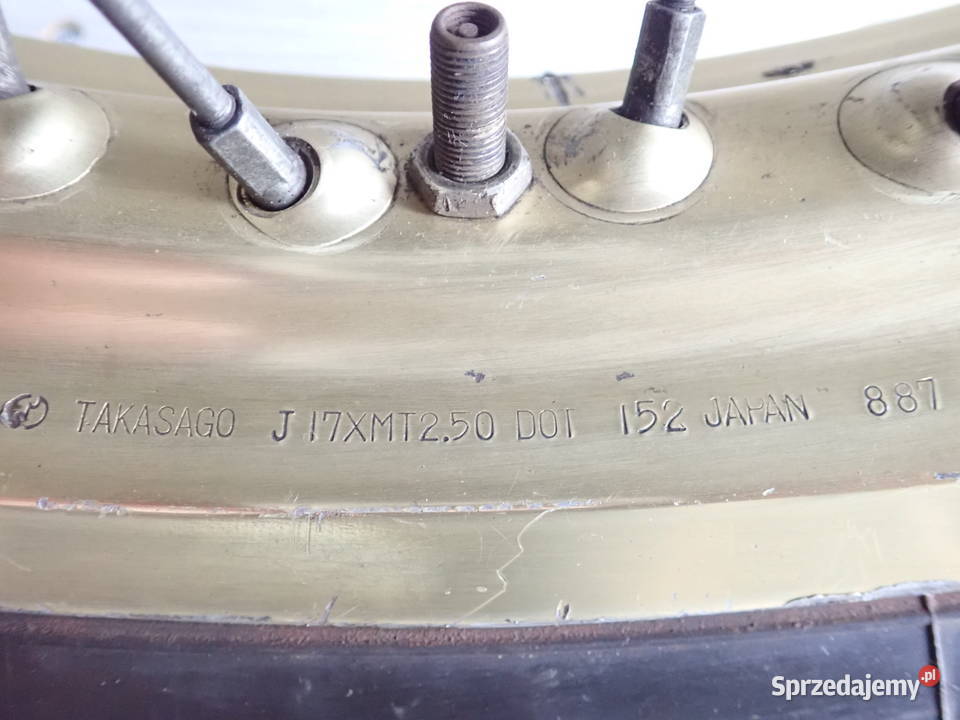 TAKASAGO J 17XMT2.50 DOT 152 JAPAN 887
Sprzedajemy.pl